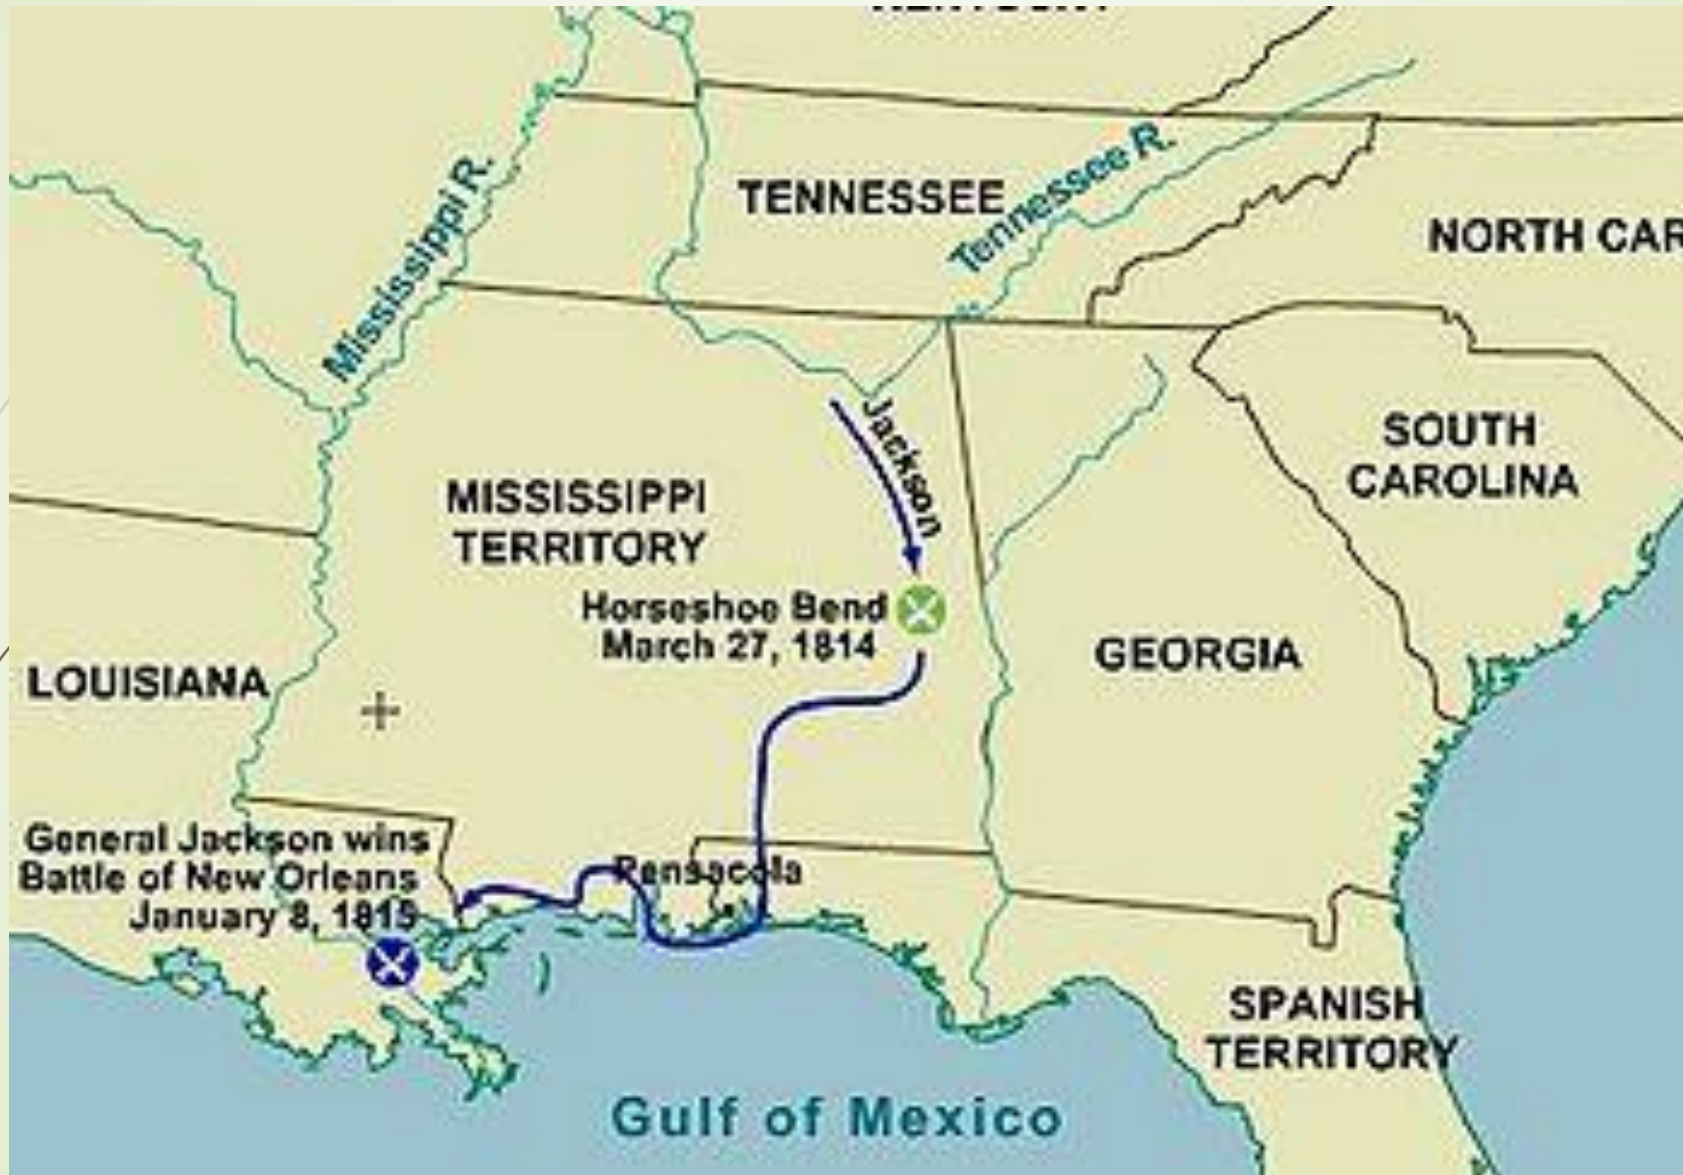 KENTUCKY
Mississippi R.
TENNESSEE
Tennessee R.
NORTH CAR
Jackson
SOUTH
CAROLINA
MISSISSIPPI
TERRITORY
Horseshoe Bend
March 27, 1814
GEORGIA
LOUISIANA
General Jackson wins
Battle of New Orleans
January 8, 1815
Pensacola
SPANISH
TERRITORY
Gulf of Mexico